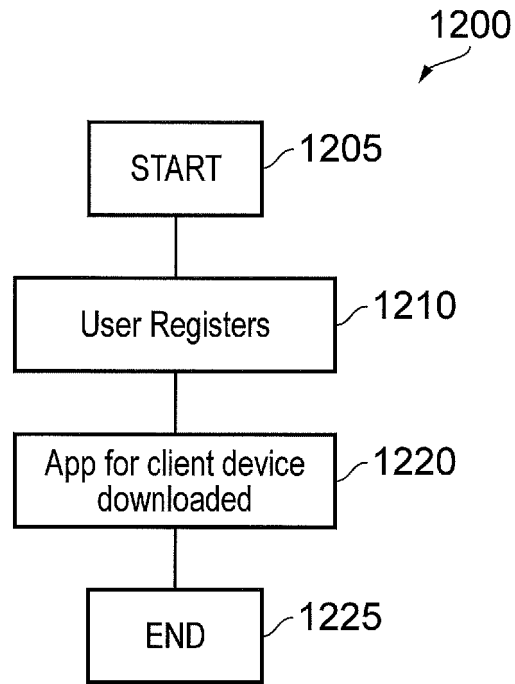 1200
START
1205
User Registers
1210
App for client device
downloaded
1220
END
1225